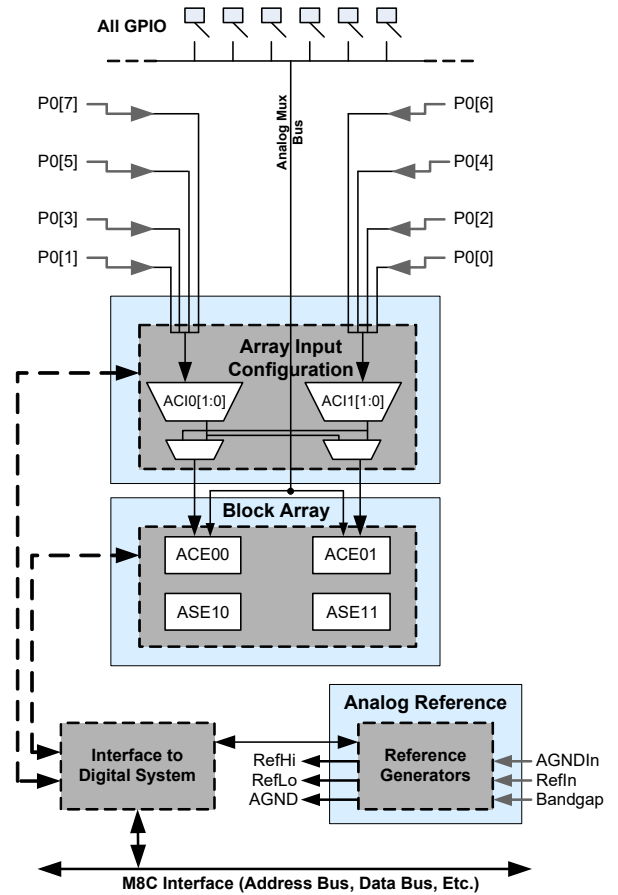 All GPIO
Analog Mux
Bus
P0[7]
P0[6]
P0[5]
P0[4]
P0[3]
P0[2]
P0[1]
P0[0]
Array Input
Configuration
ACI0[1:0]
ACI1[1:0]
Block Array
ACE00
ACE01
ASE10
ASE11
Analog Reference
Interface to
Digital System
RefHi
RefLo
AGND
Reference
Generators
AGNDIn
RefIn
Bandgap
M8C Interface (Address Bus, Data Bus, Etc.)